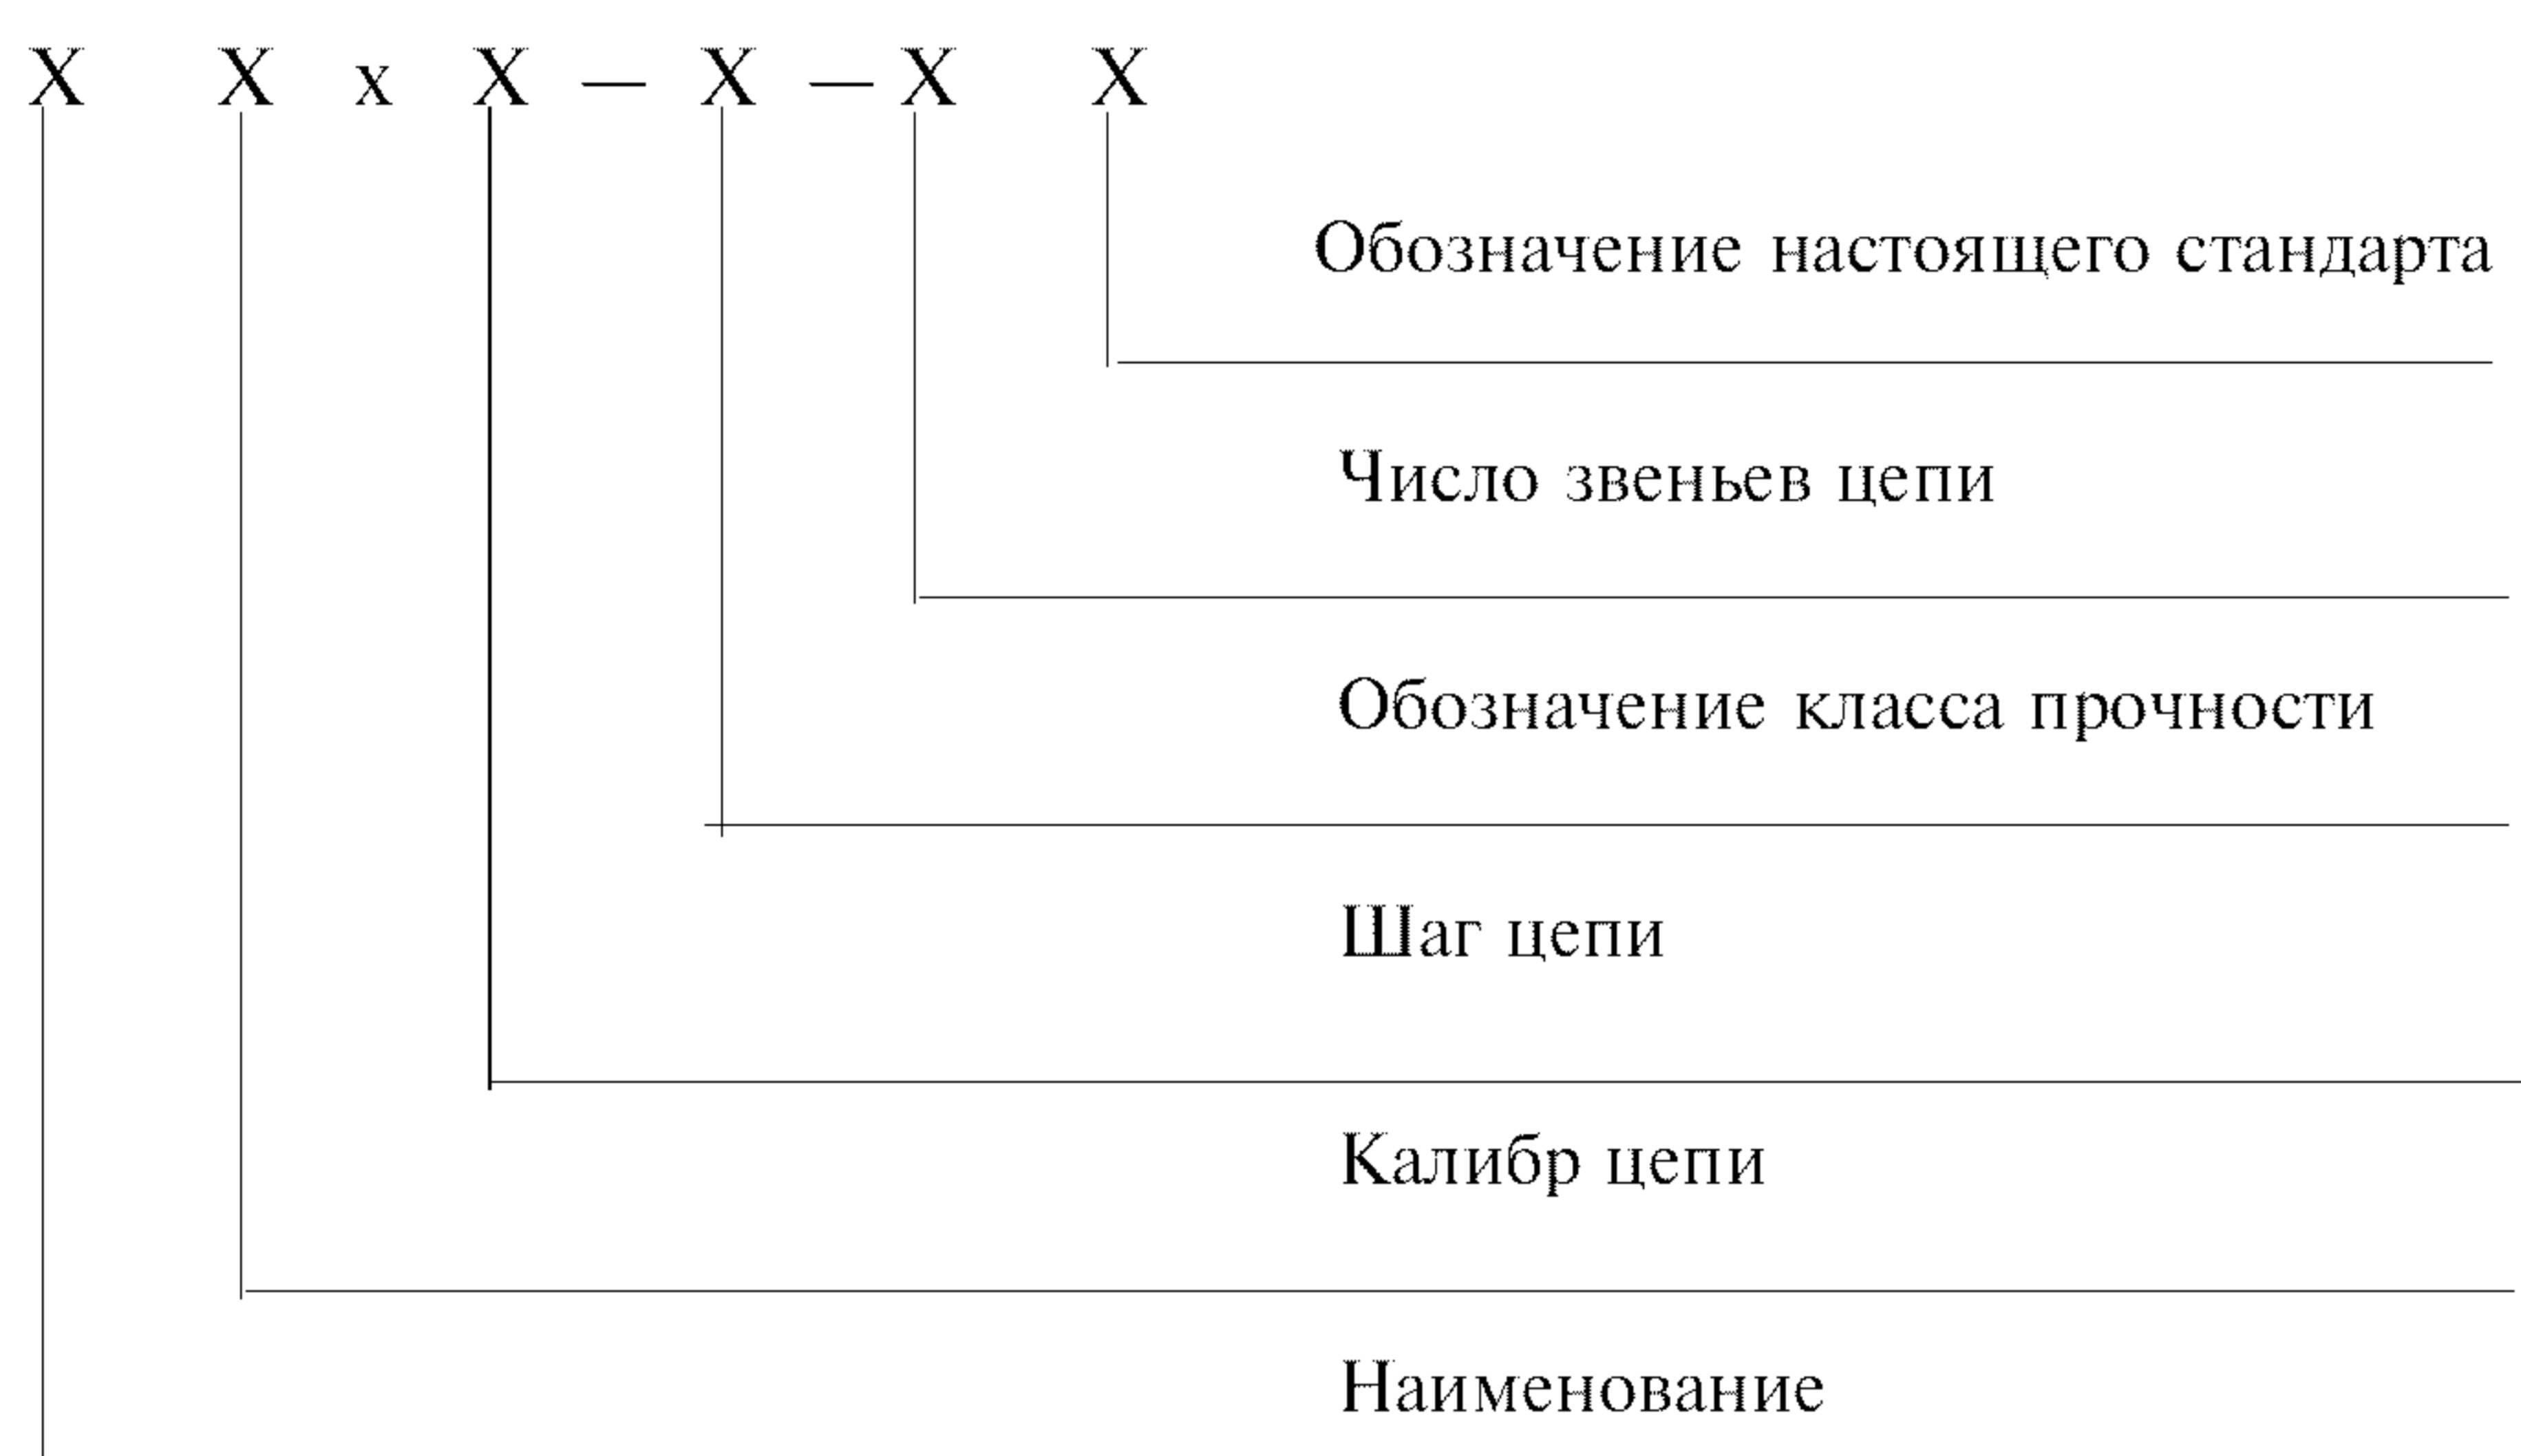 X X x X — X — X X
Обозначение настоящего стандарта
Число звеньев цепи
Обозначение класса прочности
Шаг цепи
Калибр цепи
Наименование